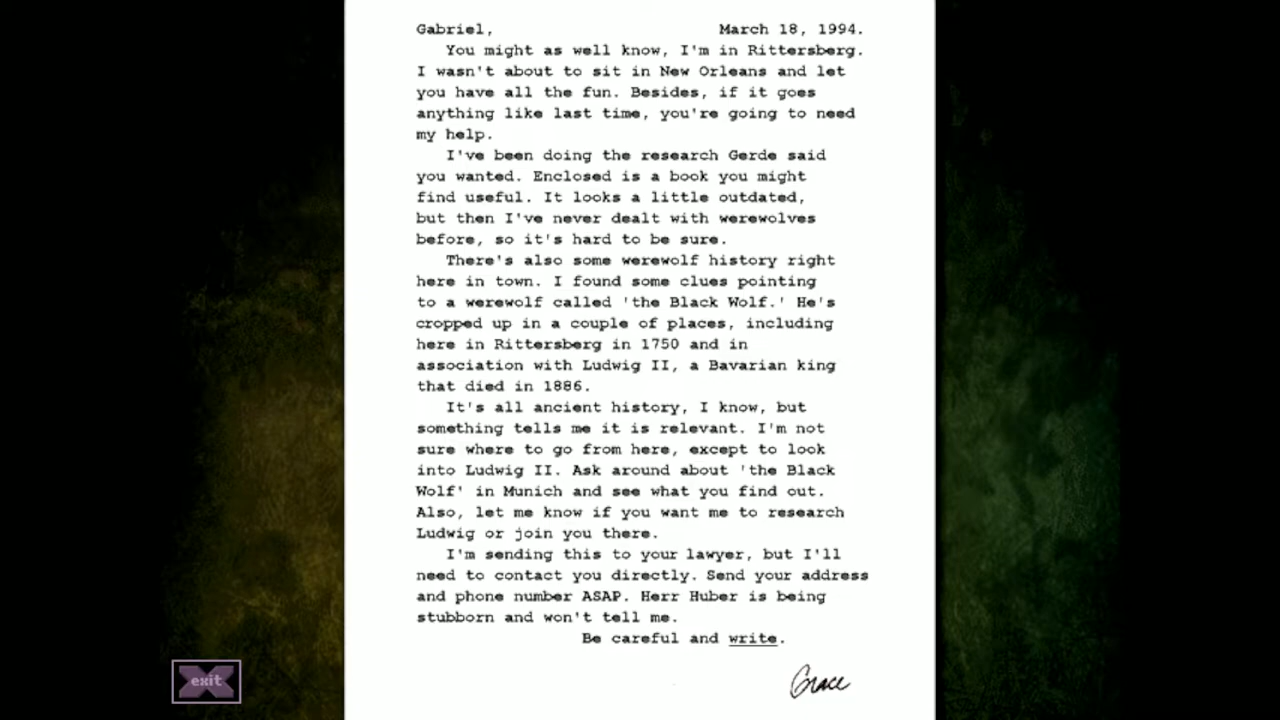 Gabriel, March 18, 1994.
You might as well know, I'm in Rittersberg.
I wasn't about to sit in New Orleans and let
you have all the fun. Besides, if it goes
anything like last time, you're going to need
my help.
I've been doing the research Gerde said
you wanted. Enclosed is a book you might
find useful. It looks a little outdated,
but then I've never dealt with werewolves
before, so it's hard to be sure.
There's also some werewolf history right
here in town. I found some clues pointing
to a werewolf called 'the Black Wolf.' He's
cropped up in a couple of places, including
here in Rittersberg in 1750 and in
association with Ludwig II, a Bavarian king
that died in 1886.
It's all ancient history, I know, but
something tells me it is relevant. I'm not
sure where to go from here, except to look
into Ludwig II. Ask around about 'the Black
Wolf' in Munich and see what you find out.
Also, let me know if you want me to research
Ludwig or join you there.
I'm sending this to your lawyer, but I'll
need to contact you directly. Send your address
and phone number ASAP. Herr Huber is being
stubborn and won't tell me.
Be careful and write.
Grace
exit